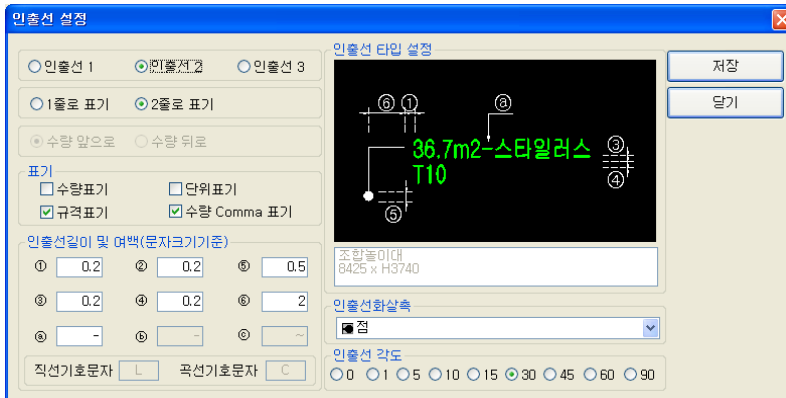 인출선 설정
인출선 1 인출선 2 인출선 3
1줄로 표기 2줄로 표기
수량 앞으로 수량 뒤로
표기
수량표기 단위표기
규격표기 수량 Comma 표기
인출선길이 및 여백(문자크기기준)
① 0.2 ② 0.2 ⑤ 0.5
③ 0.2 ④ 0.2 ⑥ 2
ⓐ - ⓑ - ⓒ ~
직선기호문자 L 곡선기호문자 C
인출선 타입 설정
⑥ ① ⓐ
36.7m2-스타일러스 ③
T10 ④
⑤
조합놀이대
8425 x H3740
인출선화살촉
점
인출선 각도
0 1 5 10 15 30 45 60 90
저장
닫기